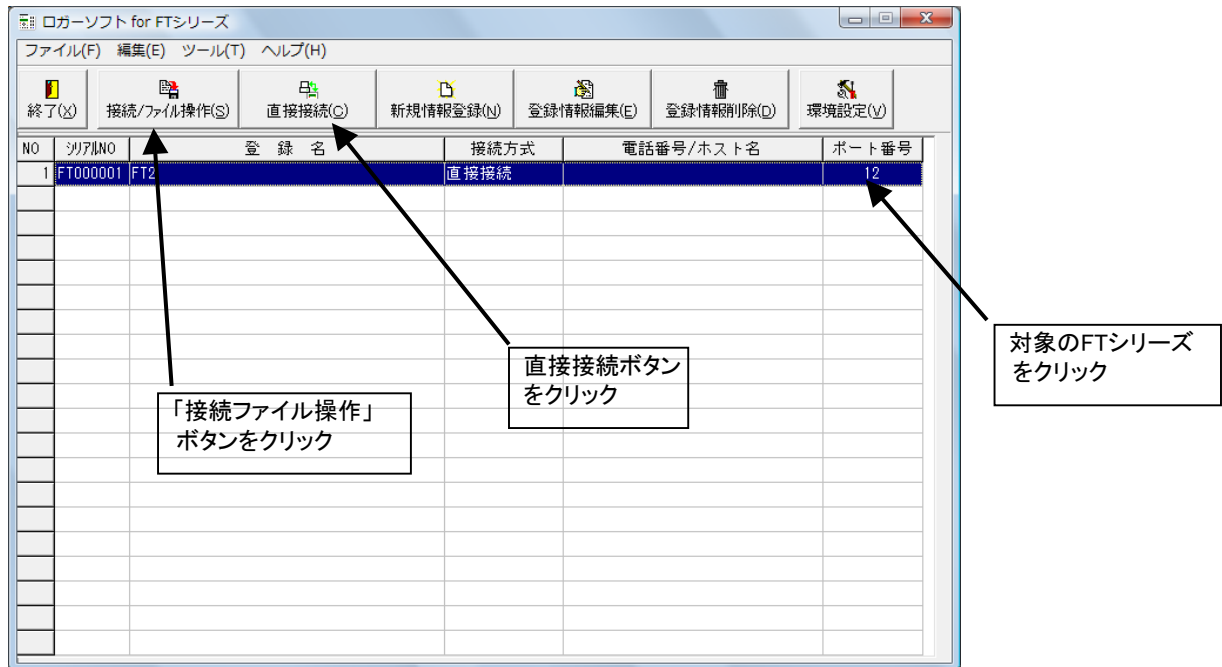 ロガーソフト for FTシリーズ
ファイル(F) 編集(E) ツール(T) ヘルプ(H)
終了(X) 接続/ファイル操作(S) 直接接続(C) 新規情報登録(N) 登録情報編集(E) 登録情報削除(D) 環境設定(V)
NO シリアルNO 登 録 名 接続方式 電話番号/ホスト名 ポート番号
1 FT000001 FT2 直接接続 12
対象のFTシリーズ
をクリック
直接接続ボタン
をクリック
「接続ファイル操作」
ボタンをクリック